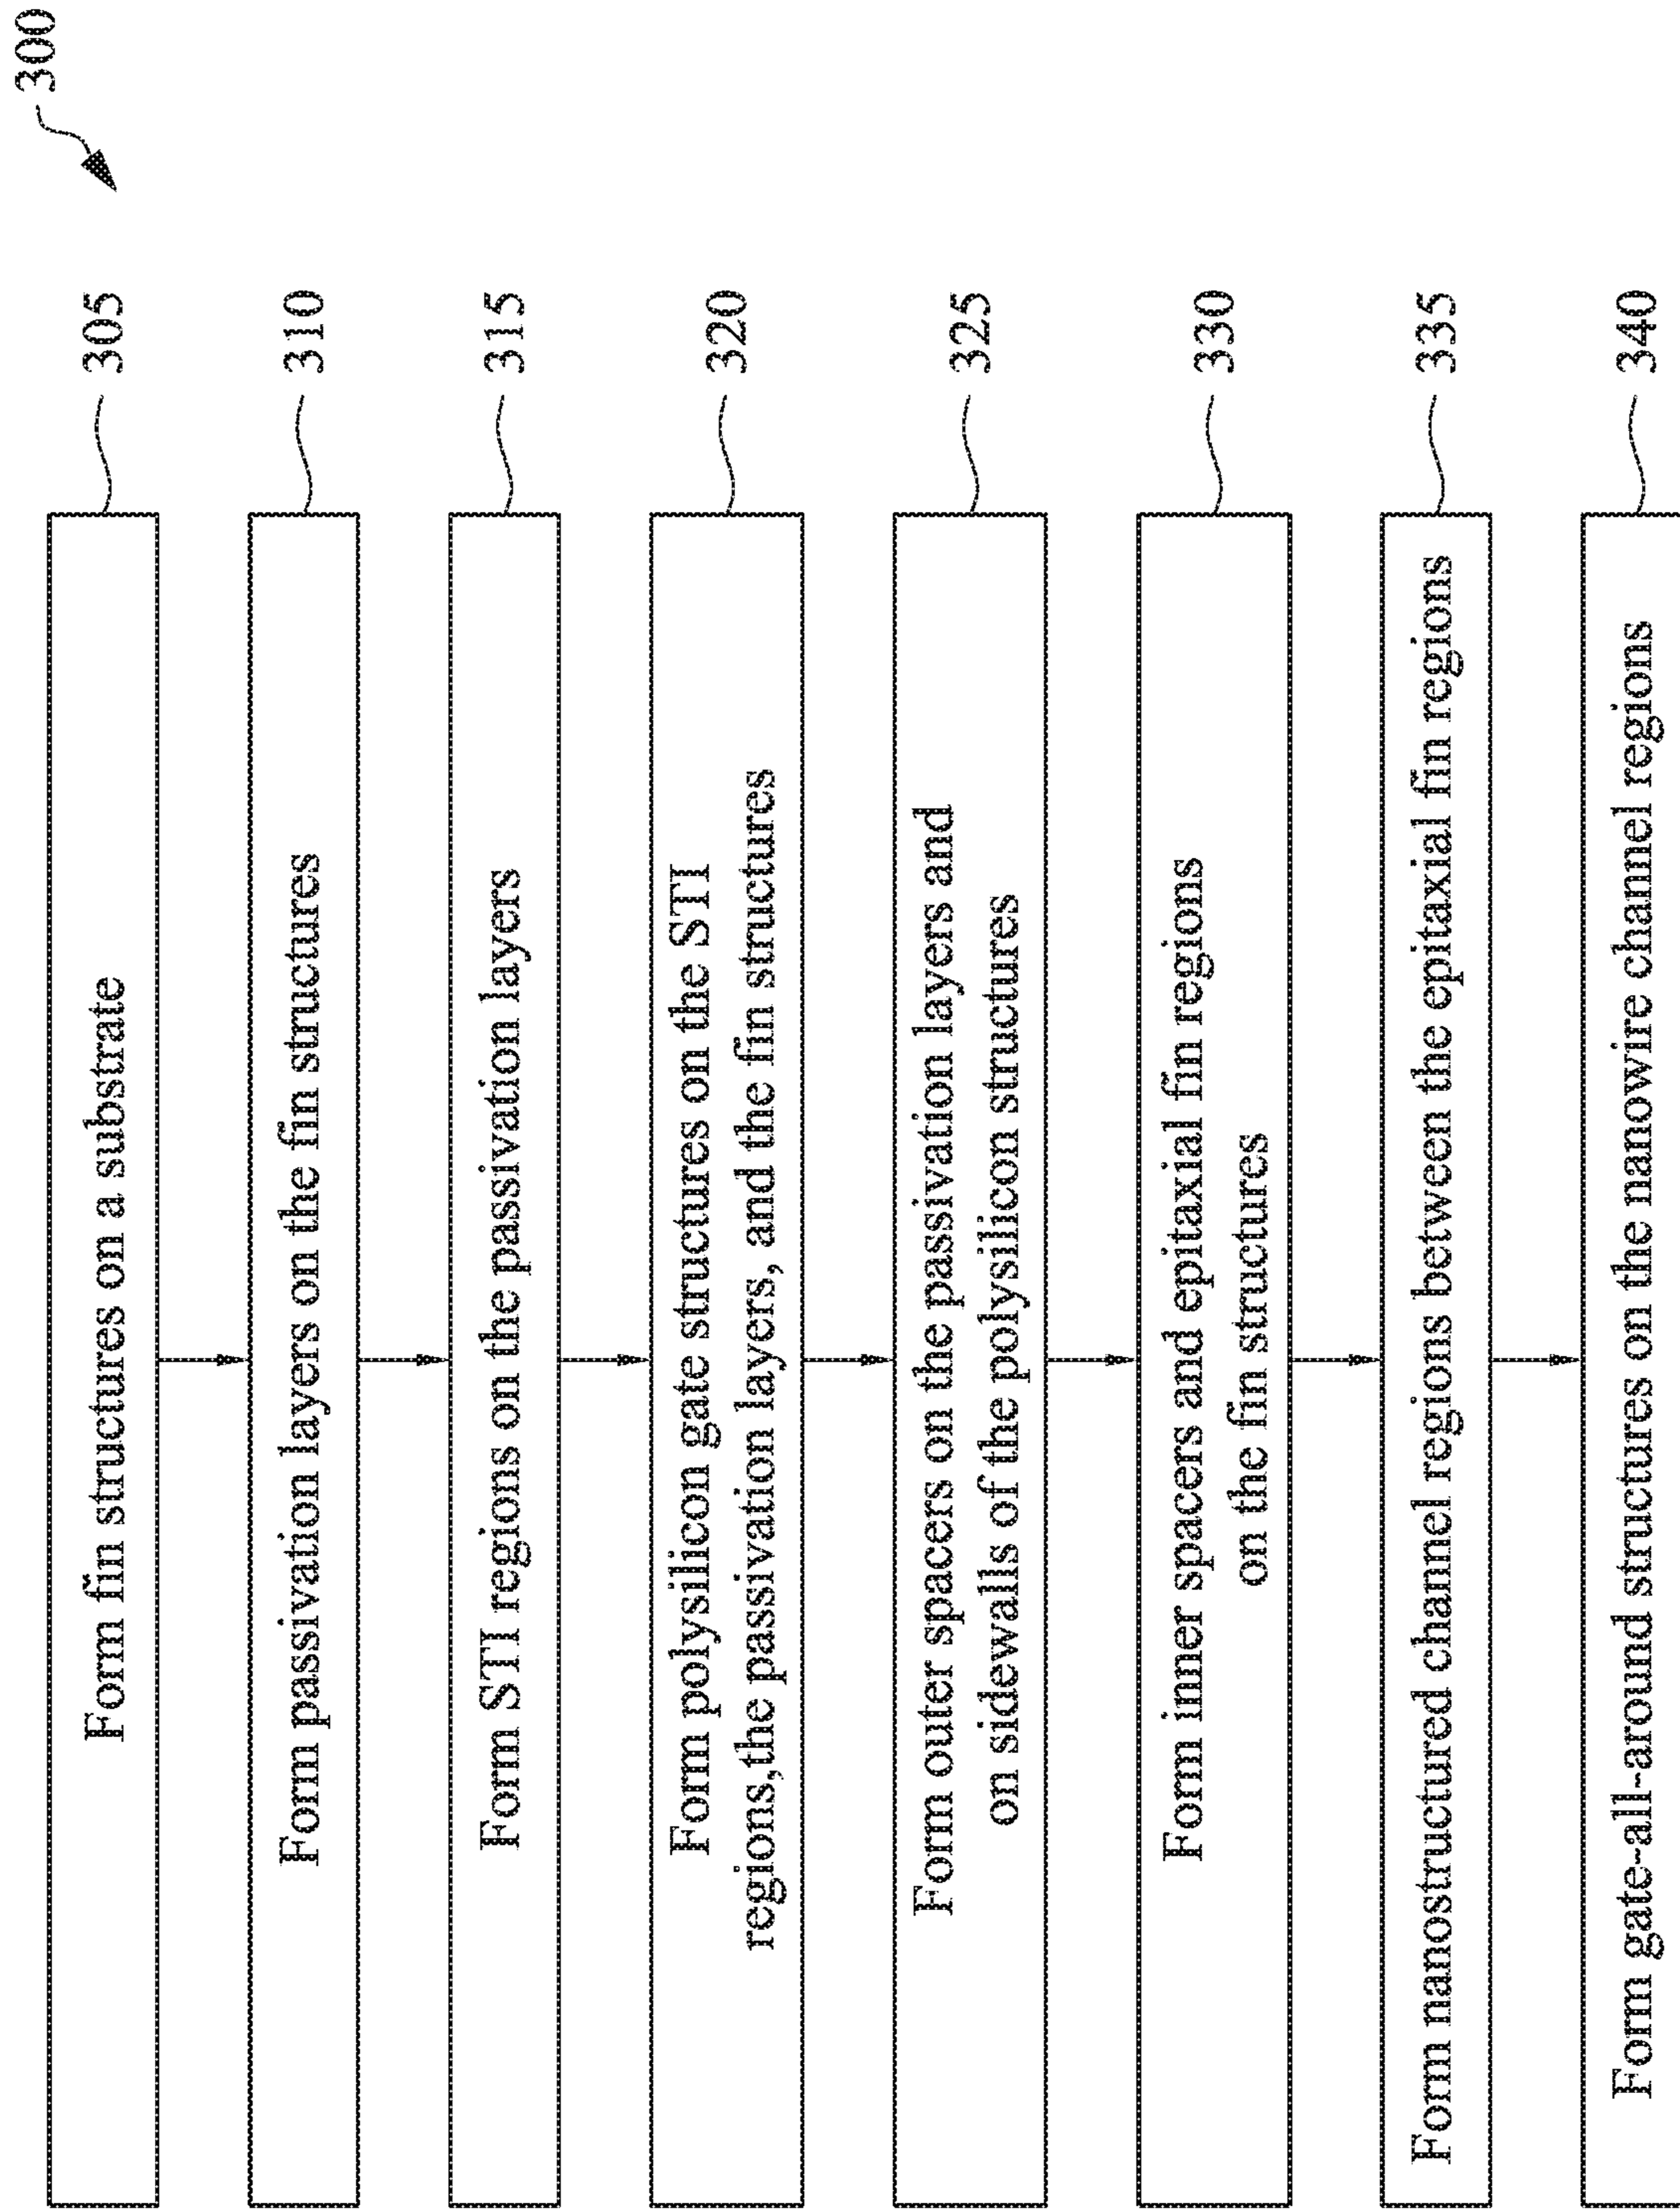 300
Form fin structures on a substrate
305
Form passivation layers on the fin structures
310
Form STI regions on the passivation layers
315
Form polysilicon gate structures on the STI
regions,the passivation layers, and the fin structures
320
Form outer spacers on the passivation layers and
on sidewalls of the polysilicon structures
325
Form inner spacers and epitaxial fin regions
on the fin structures
330
Form nanostructured channel regions between the epitaxial fin regions
335
Form gate-all-around structures on the nanowire channel regions
340